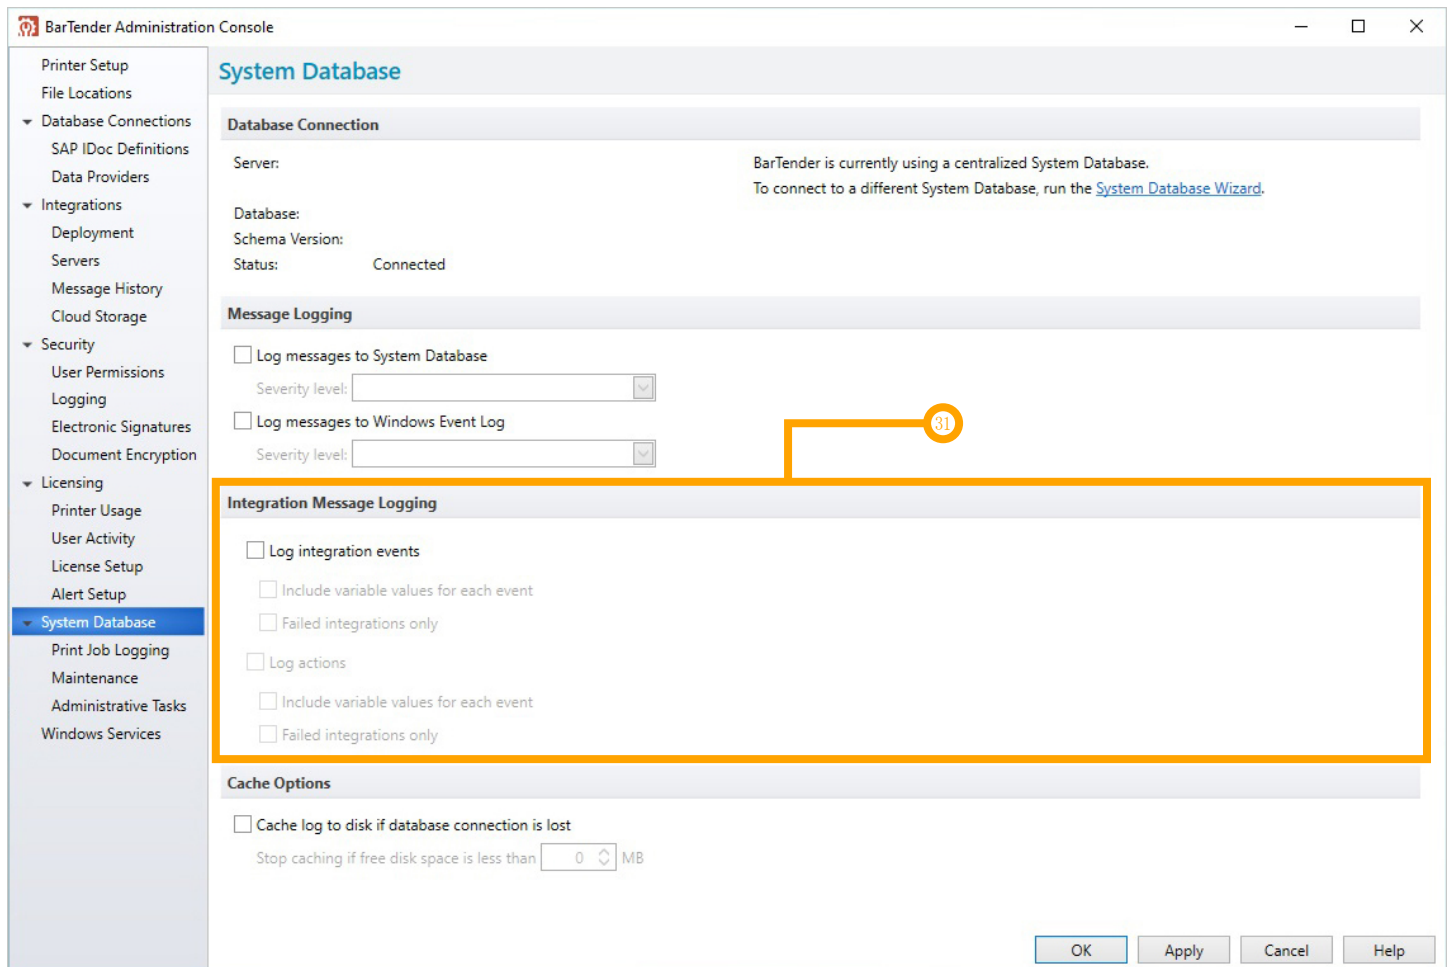 BarTender Administration Console
Printer Setup
File Locations
Database Connections
SAP IDoc Definitions
Data Providers
Integrations
Deployment
Servers
Message History
Cloud Storage
Security
User Permissions
Logging
Electronic Signatures
Document Encryption
Licensing
Printer Usage
User Activity
License Setup
Alert Setup
System Database
Print Job Logging
Maintenance
Administrative Tasks
Windows Services
System Database
Database Connection
Server:
BarTender is currently using a centralized System Database.
To connect to a different System Database, run the System Database Wizard.
Database:
Schema Version:
Status: Connected
Message Logging
Log messages to System Database
Severity level:
Log messages to Windows Event Log
Severity level:
31
Integration Message Logging
Log integration events
Include variable values for each event
Failed integrations only
Log actions
Include variable values for each event
Failed integrations only
Cache Options
Cache log to disk if database connection is lost
Stop caching if free disk space is less than 0 MB
OK Apply Cancel Help